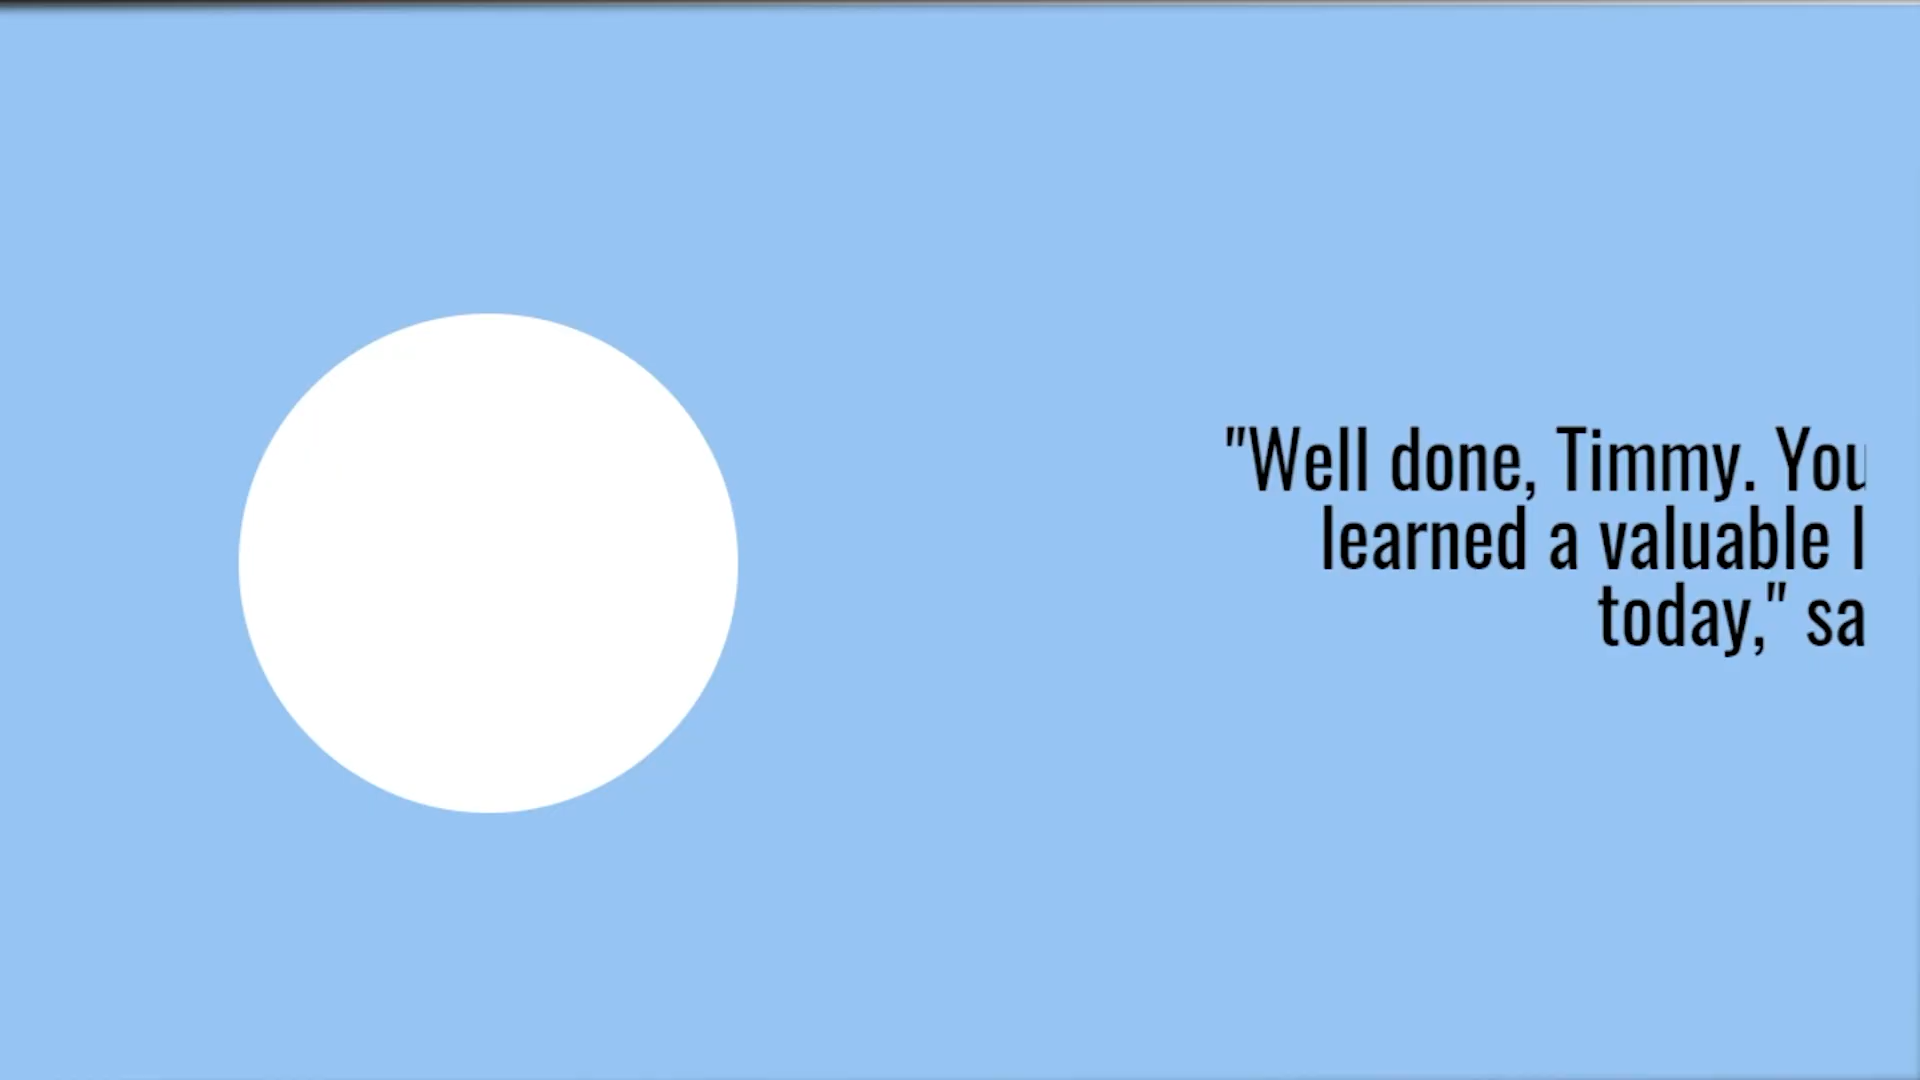 "Well done, Timmy. You
learned a valuable l
today," sa